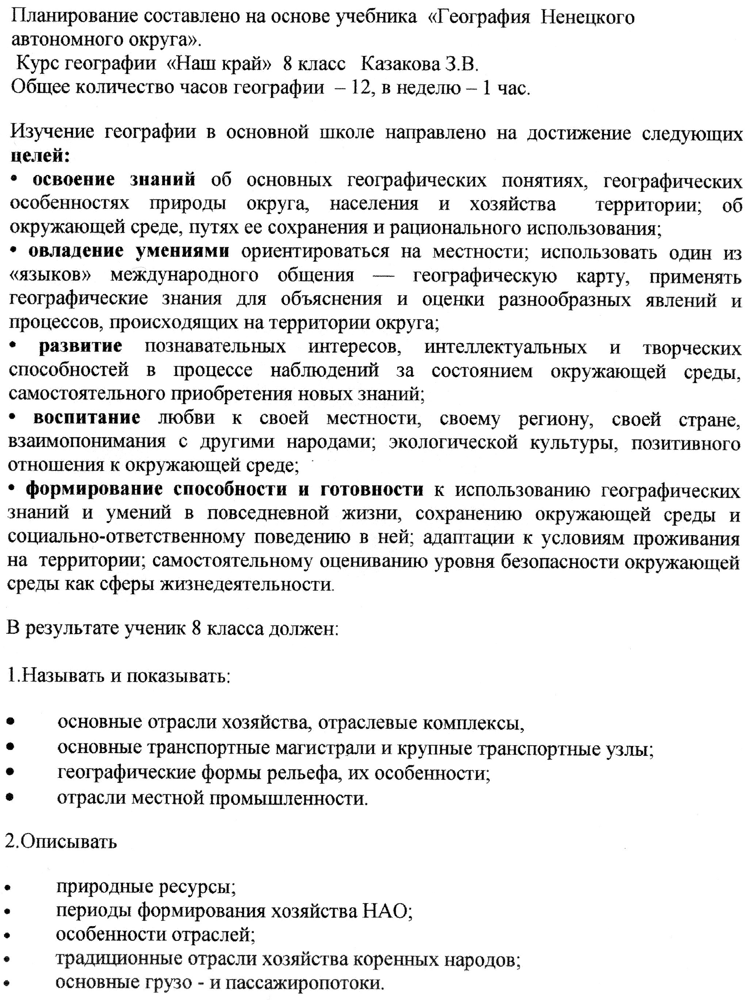 Планирование составлено на основе учебника «География Ненецкого
автономного округа».
Курс географии «Наш край» 8 класс Казакова З.В.
Общее количество часов географии – 12, в неделю – 1 час.
Изучение географии в основной школе направлено на достижение следующих
целей:
• освоение знаний об основных географических понятиях, географических
особенностях природы округа, населения и хозяйства территории; об
окружающей среде, путях ее сохранения и рационального использования;
• овладение умениями ориентироваться на местности; использовать один из
«языков» международного общения — географическую карту, применять
географические знания для объяснения и оценки разнообразных явлений и
процессов, происходящих на территории округа;
• развитие познавательных интересов, интеллектуальных и творческих
способностей в процессе наблюдений за состоянием окружающей среды,
самостоятельного приобретения новых знаний;
• воспитание любви к своей местности, своему региону, своей стране,
взаимопонимания с другими народами; экологической культуры, позитивного
отношения к окружающей среде;
• формирование способности и готовности к использованию географических
знаний и умений в повседневной жизни, сохранению окружающей среды и
социально-ответственному поведению в ней; адаптации к условиям проживания
на территории; самостоятельному оцениванию уровня безопасности окружающей
среды как сферы жизнедеятельности.
В результате ученик 8 класса должен:
1.Называть и показывать:
• основные отрасли хозяйства, отраслевые комплексы,
• основные транспортные магистрали и крупные транспортные узлы;
• географические формы рельефа, их особенности;
• отрасли местной промышленности.
2.Описывать
• природные ресурсы;
• периоды формирования хозяйства НАО;
• особенности отраслей;
• традиционные отрасли хозяйства коренных народов;
• основные грузо - и пассажиропотоки.